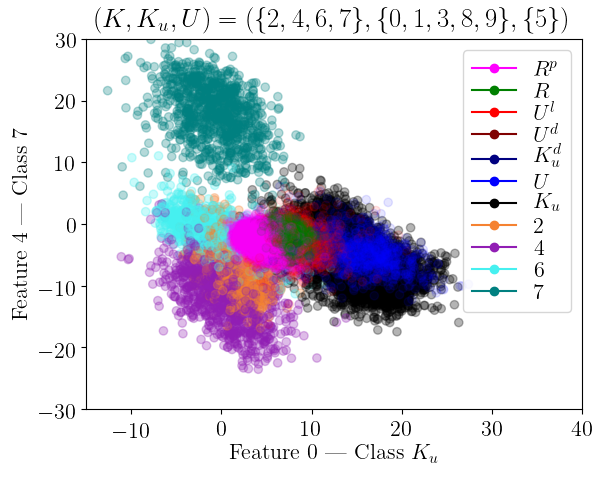 (K, K_u, U) = ({2, 4, 6, 7}, {0, 1, 3, 8, 9}, {5})
30
20
10
0
−10
−20
−30
Feature 4 — Class 7
R^p
R
U^l
U^d
K_u^d
U
K_u
2
4
6
7
−10 0 10 20 30 40
Feature 0 — Class K_u